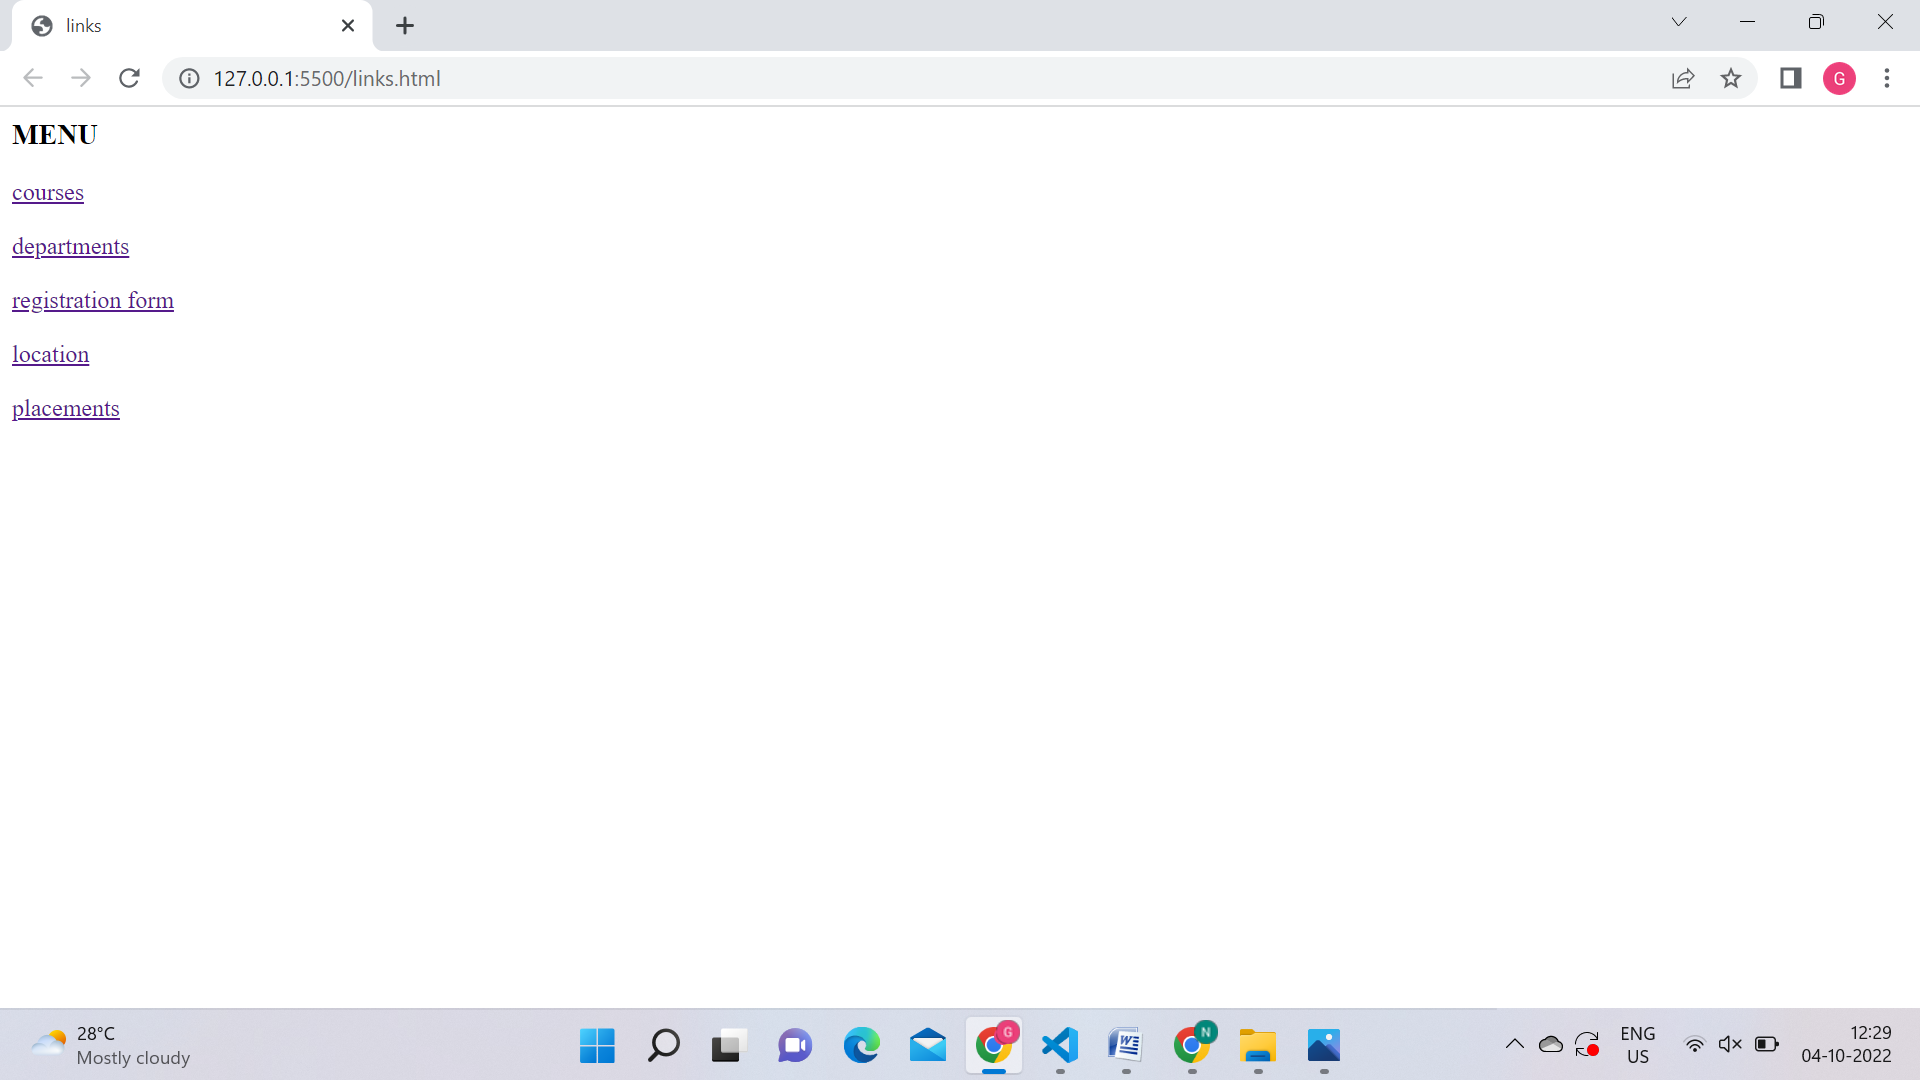 links
127.0.0.1:5500/links.html
G
MENU
courses
departments
registration form
location
placements
28°C
Mostly cloudy
G
W
N
ENG
US
12:29
04-10-2022